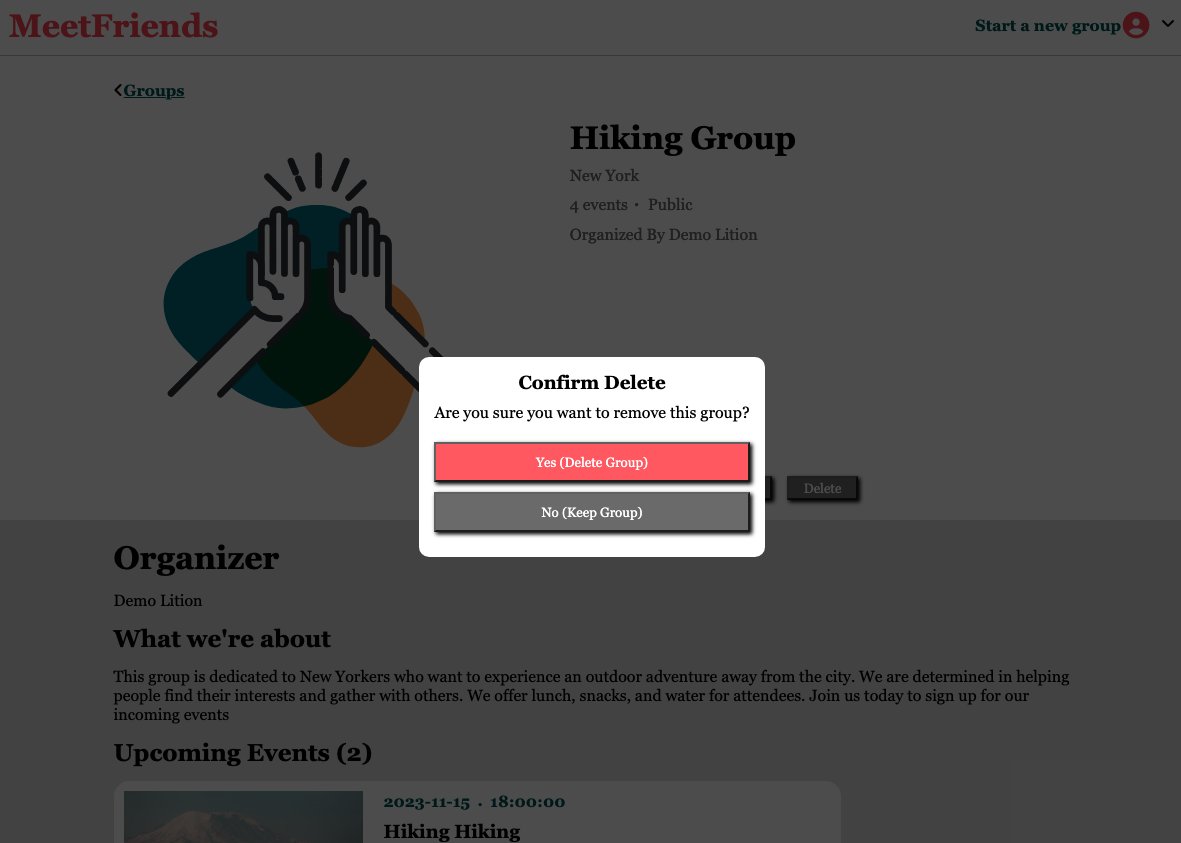 MeetFriends
Start a new group
Groups
Hiking Group
New York
4 events · Public
Organized By Demo Lition
Confirm Delete
Are you sure you want to remove this group?
Yes (Delete Group)
No (Keep Group)
Delete
Organizer
Demo Lition
What we're about
This group is dedicated to New Yorkers who want to experience an outdoor adventure away from the city. We are determined in helping
people find their interests and gather with others. We offer lunch, snacks, and water for attendees. Join us today to sign up for our
incoming events
Upcoming Events (2)
2023-11-15 · 18:00:00
Hiking Hiking